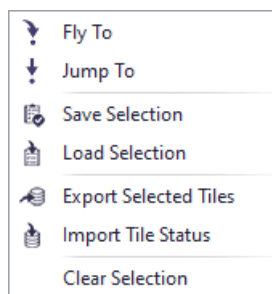 Fly To
Jump To
Save Selection
Load Selection
Export Selected Tiles
Import Tile Status
Clear Selection